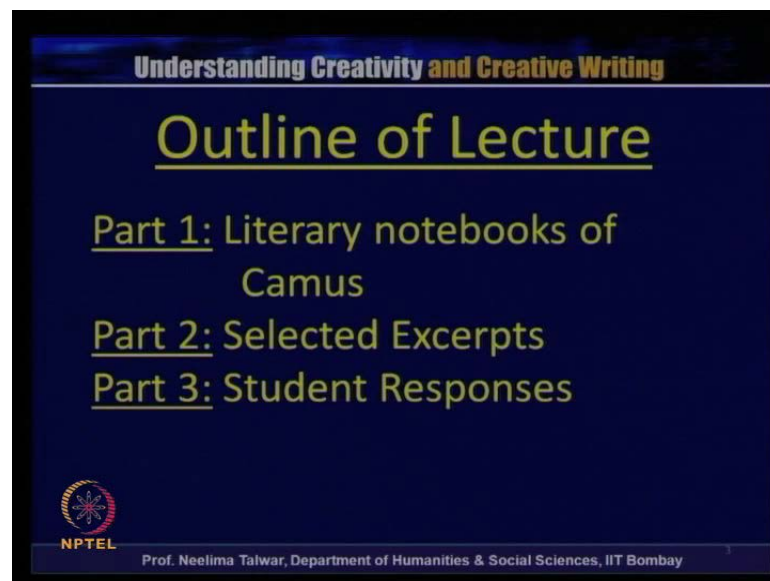 Understanding Creativity and Creative Writing
Outline of Lecture
Part 1: Literary notebooks of
Camus
Part 2: Selected Excerpts
Part 3: Student Responses
NPTEL
Prof. Neelima Talwar, Department of Humanities & Social Sciences, IIT Bombay
3